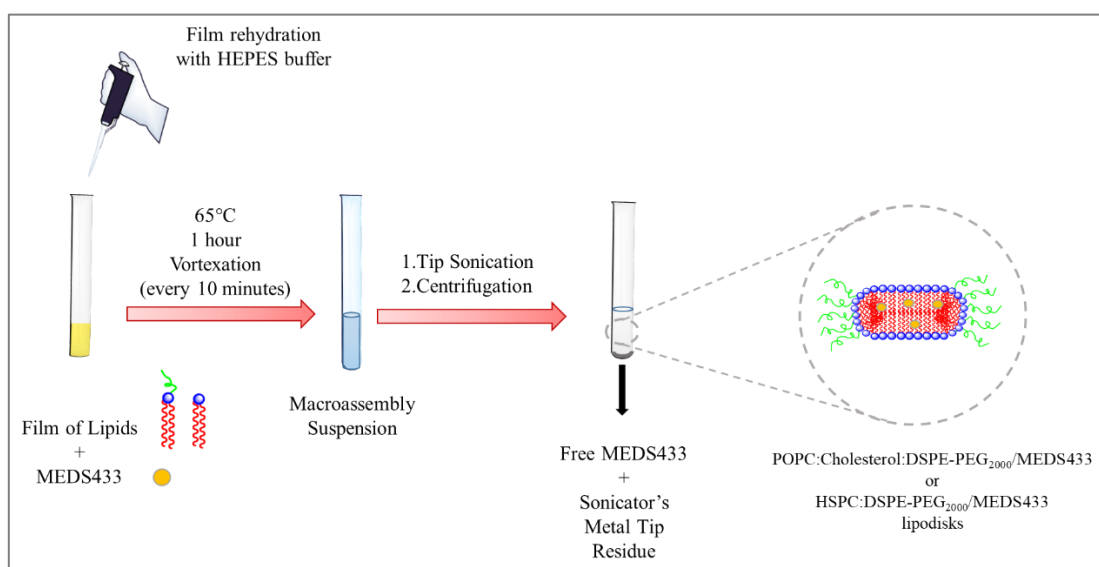 Film rehydration
with HEPES buffer
65°C
1 hour
Vortexation
(every 10 minutes)
1.Tip Sonication
2.Centrifugation
Film of Lipids
+
MEDS433
Macroassembly
Suspension
Free MEDS433
+
Sonicator’s
Metal Tip
Residue
POPC:Cholesterol:DSPE-PEG₂₀₀₀/MEDS433
or
HSPC:DSPE-PEG₂₀₀₀/MEDS433
lipodisks